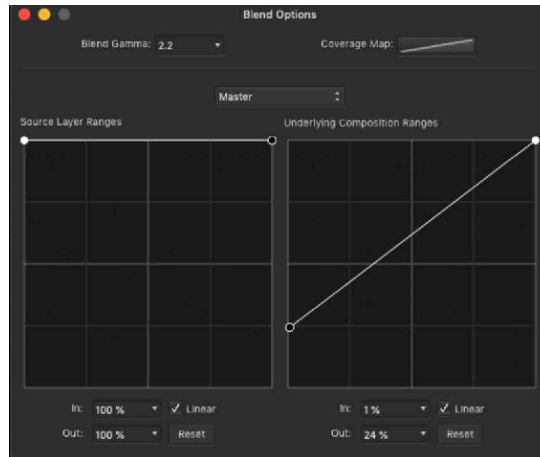 Blend Options
Blend Gamma: 2.2 Coverage Map:
Master
Source Layer Ranges Underlying Composition Ranges
In: 100 % Linear In: 1 % Linear
Out: 100 % Reset Out: 24 % Reset